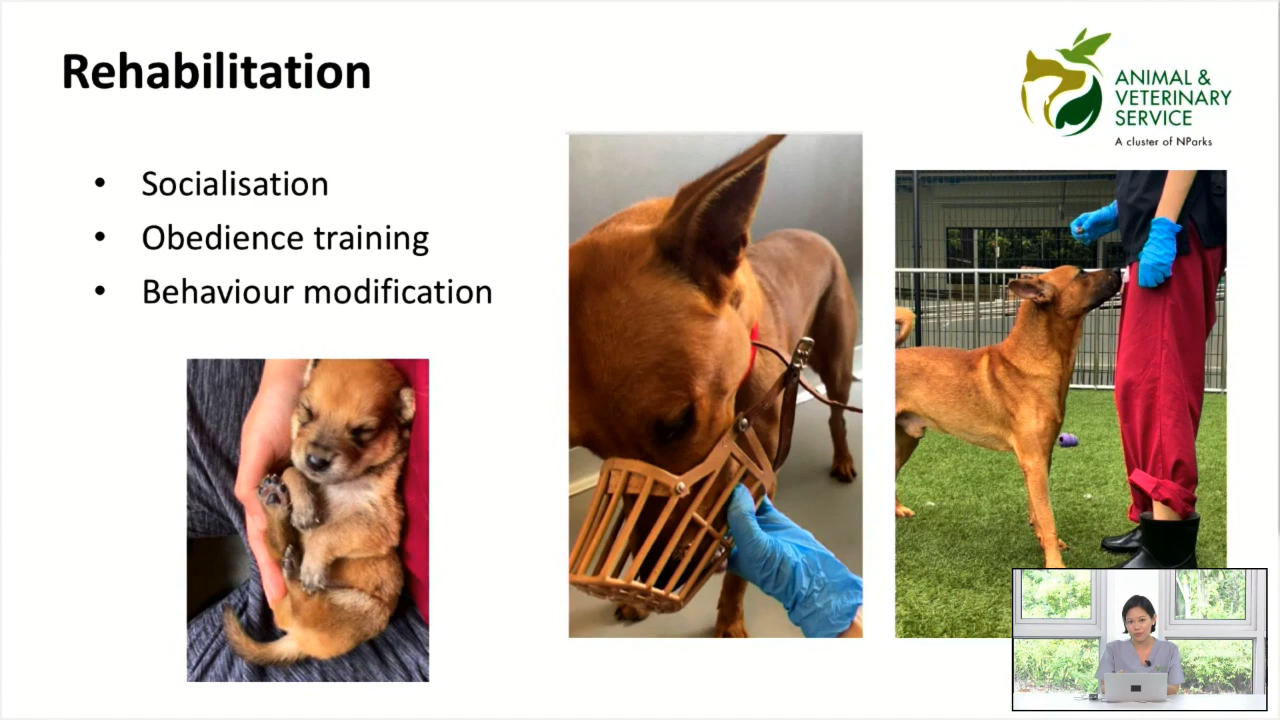 Rehabilitation
ANIMAL &
VETERINARY
SERVICE
A cluster of NParks
• Socialisation
• Obedience training
• Behaviour modification